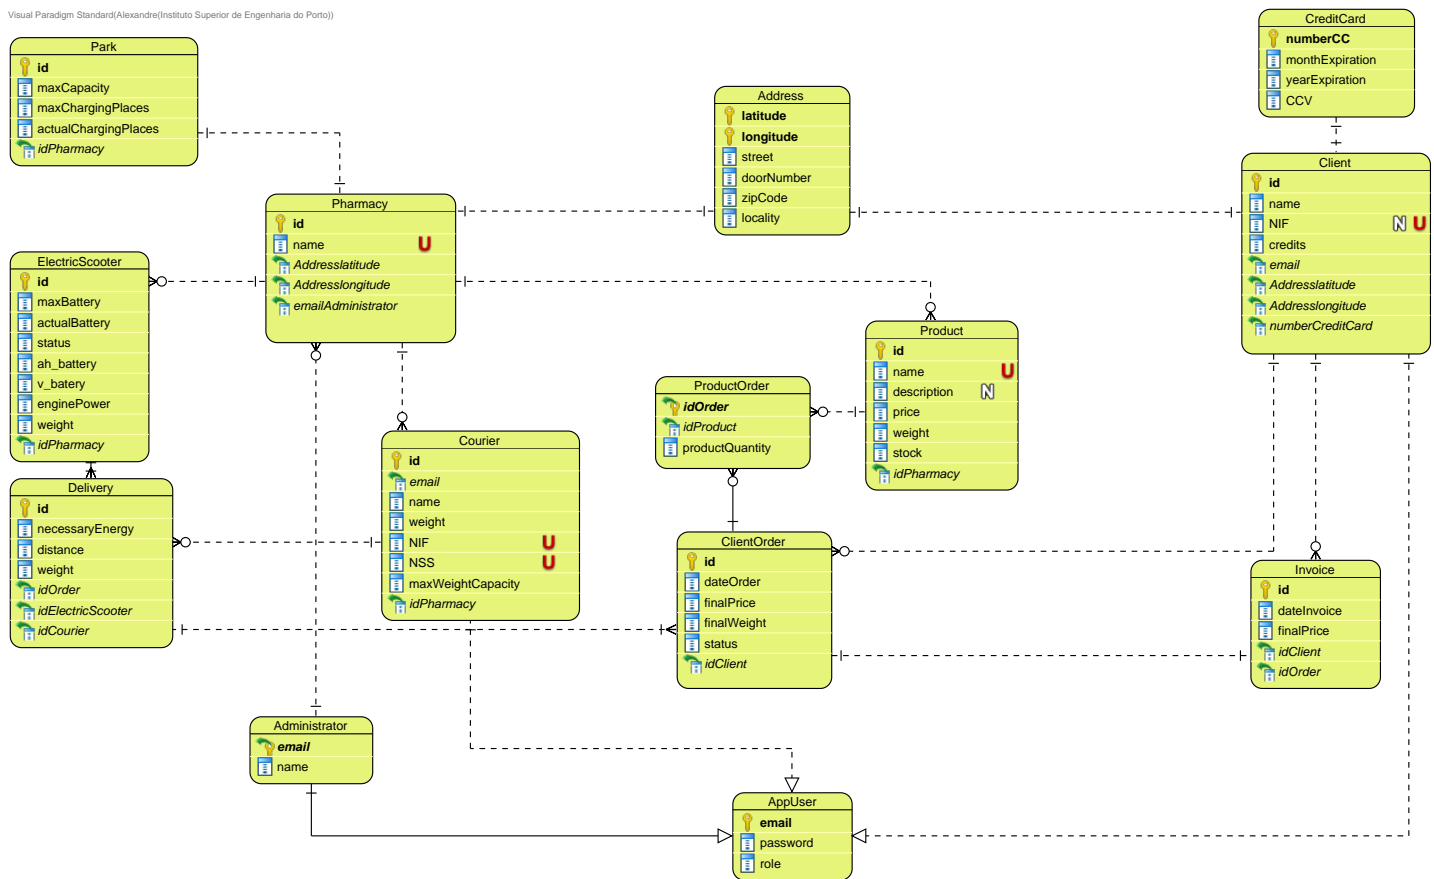 Visual Paradigm Standard(Alexandre(Instituto Superior de Engenharia do Porto))
Park
id
maxCapacity
maxChargingPlaces
actualChargingPlaces
idPharmacy
CreditCard
numberCC
monthExpiration
yearExpiration
CCV
Address
latitude
longitude
street
doorNumber
zipCode
locality
Client
id
name
NIF N U
credits
email
Addresslatitude
Addresslongitude
numberCreditCard
Pharmacy
id
name U
Addresslatitude
Addresslongitude
emailAdministrator
ElectricScooter
id
maxBattery
actualBattery
status
ah_battery
v_batery
enginePower
weight
idPharmacy
Product
id
name U
description N
price
weight
stock
idPharmacy
ProductOrder
idOrder
idProduct
productQuantity
Courier
id
email
name
weight
NIF U
NSS U
maxWeightCapacity
idPharmacy
Delivery
id
necessaryEnergy
distance
weight
idOrder
idElectricScooter
idCourier
ClientOrder
id
dateOrder
finalPrice
finalWeight
status
idClient
Invoice
id
dateInvoice
finalPrice
idClient
idOrder
Administrator
email
name
AppUser
email
password
role